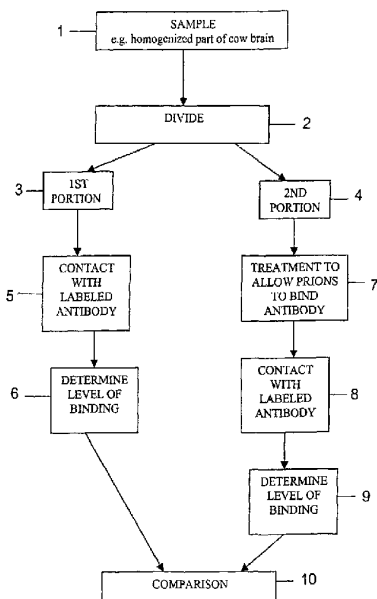 1
SAMPLE
e.g. homogenized part of cow brain
DIVIDE
2
3
1ST
PORTION
2ND
PORTION
4
5
CONTACT
WITH
LABELED
ANTIBODY
TREATMENT TO
ALLOW PRIONS
TO BIND
ANTIBODY
7
6
DETERMINE
LEVEL OF
BINDING
CONTACT
WITH
LABELED
ANTIBODY
8
DETERMINE
LEVEL OF
BINDING
9
COMPARISON
10